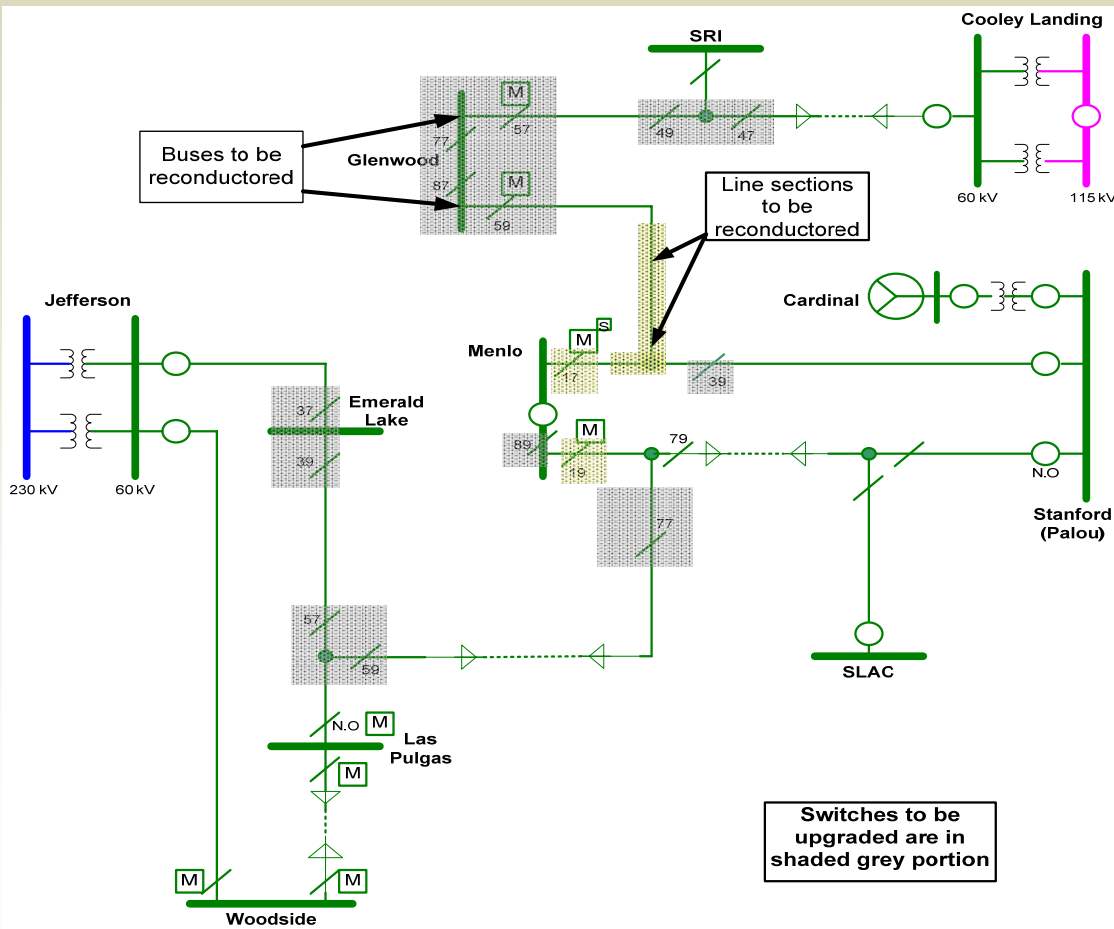 Cooley Landing
SRI
M
57
49
47
77
Glenwood
87
M
59
60 kV
115 kV
Buses to be
reconductored
Line sections
to be
reconductored
Jefferson
Cardinal
S
M
Menlo
17
39
37
Emerald
Lake
39
M
89
19
79
N.O
230 kV
60 kV
Stanford
(Palou)
77
57
59
SLAC
N.O
M
Las
Pulgas
M
Switches to be
upgraded are in
shaded grey portion
M
M
Woodside